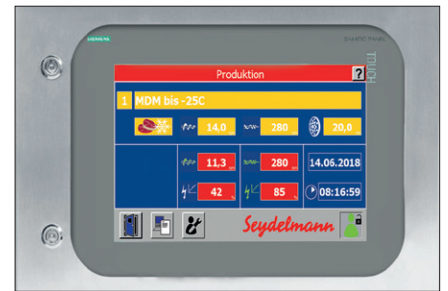 SIEMENS SIMATIC PANEL
TOUCH
Produktion ?
1 MDM bis -25C
14,0 280 20,0
11,3 280 14.06.2018
42 85 08:16:59
Seydelmann